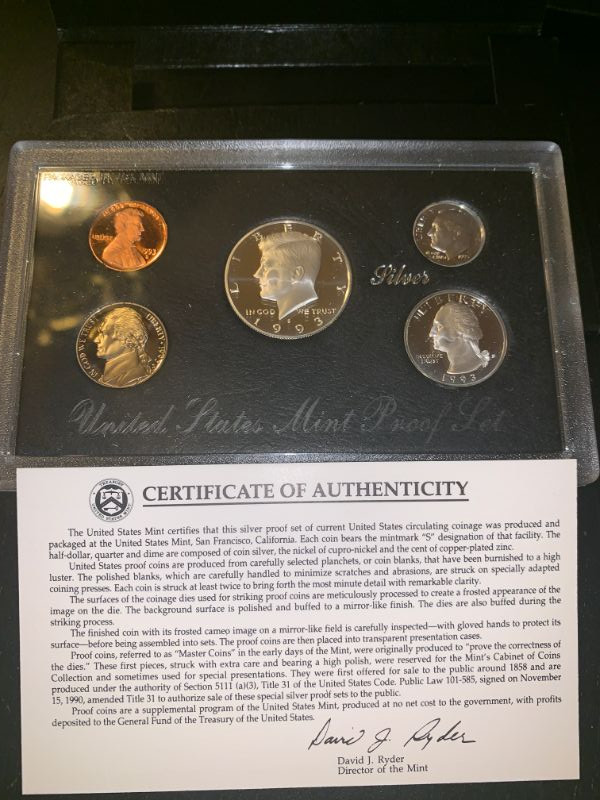 PACKAGED IN U.S. MINT
LIBERTY
1993
LIBERTY
IN GOD WE TRUST
S
1993
Silver
LIBERTY
IN GOD WE TRUST
LIBERTY
IN GOD WE
TRUST
1993
United States Mint Proof Set
CERTIFICATE OF AUTHENTICITY
The United States Mint certifies that this silver proof set of current United States circulating coinage was produced and
packaged at the United States Mint, San Francisco, California. Each coin bears the mintmark "S" designation of that facility. The
half-dollar, quarter and dime are composed of coin silver, the nickel of cupro-nickel and the cent of copper-plated zinc.
United States proof coins are produced from carefully selected planchets, or coin blanks, that have been burnished to a high
luster. The polished blanks, which are carefully handled to minimize scratches and abrasions, are struck on specially adapted
coining presses. Each coin is struck at least twice to bring forth the most minute detail with remarkable clarity.
The surfaces of the coinage dies used for striking proof coins are meticulously processed to create a frosted appearance of the
image on the die. The background surface is polished and buffed to a mirror-like finish. The dies are also buffed during the
striking process.
The finished coin with its frosted cameo image on a mirror-like field is carefully inspected—with gloved hands to protect its
surface—before being assembled into sets. The proof coins are then placed into transparent presentation cases.
Proof coins, referred to as "Master Coins" in the early days of the Mint, were originally produced to "prove the correctness of
the dies." These first pieces, struck with extra care and bearing a high polish, were reserved for the Mint's Cabinet of Coins
Collection and sometimes used for special presentations. They were first offered for sale to the public around 1858 and are
produced under the authority of Section 5111 (a)(3), Title 31 of the United States Code. Public Law 101-585, signed on November
15, 1990, amended Title 31 to authorize sale of these special silver proof sets to the public.
Proof coins are a supplemental program of the United States Mint, produced at no net cost to the government, with profits
deposited to the General Fund of the Treasury of the United States.
David J. Ryder
David J. Ryder
Director of the Mint